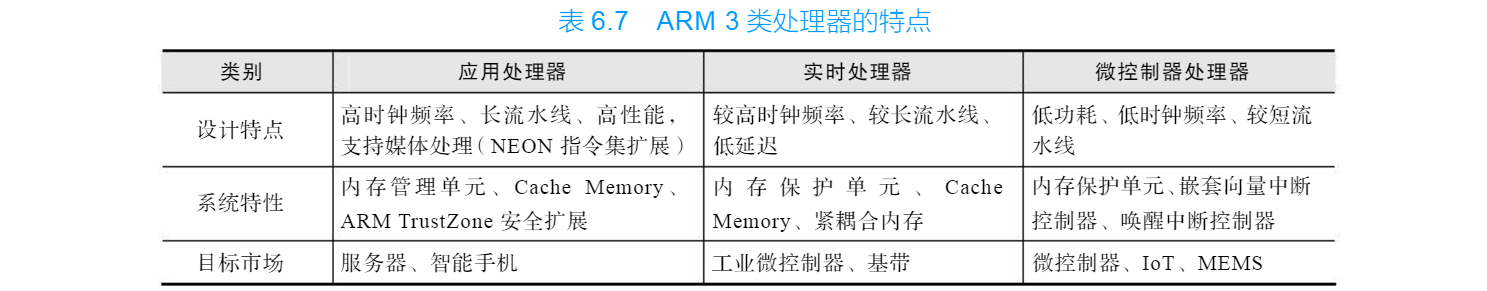 表 6.7 ARM 3 类处理器的特点
类别 应用处理器 实时处理器 微控制器处理器
设计特点
高时钟频率、长流水线、高性能，
支持媒体处理（NEON 指令集扩展）
较高时钟频率、较长流水线、
低延迟
低功耗、低时钟频率、较短流
水线
系统特性
内存管理单元、Cache Memory、
ARM TrustZone 安全扩展
内存保护单元、Cache
Memory、紧耦合内存
内存保护单元、嵌套向量中断
控制器、唤醒中断控制器
目标市场
服务器、智能手机
工业微控制器、基带
微控制器、IoT、MEMS